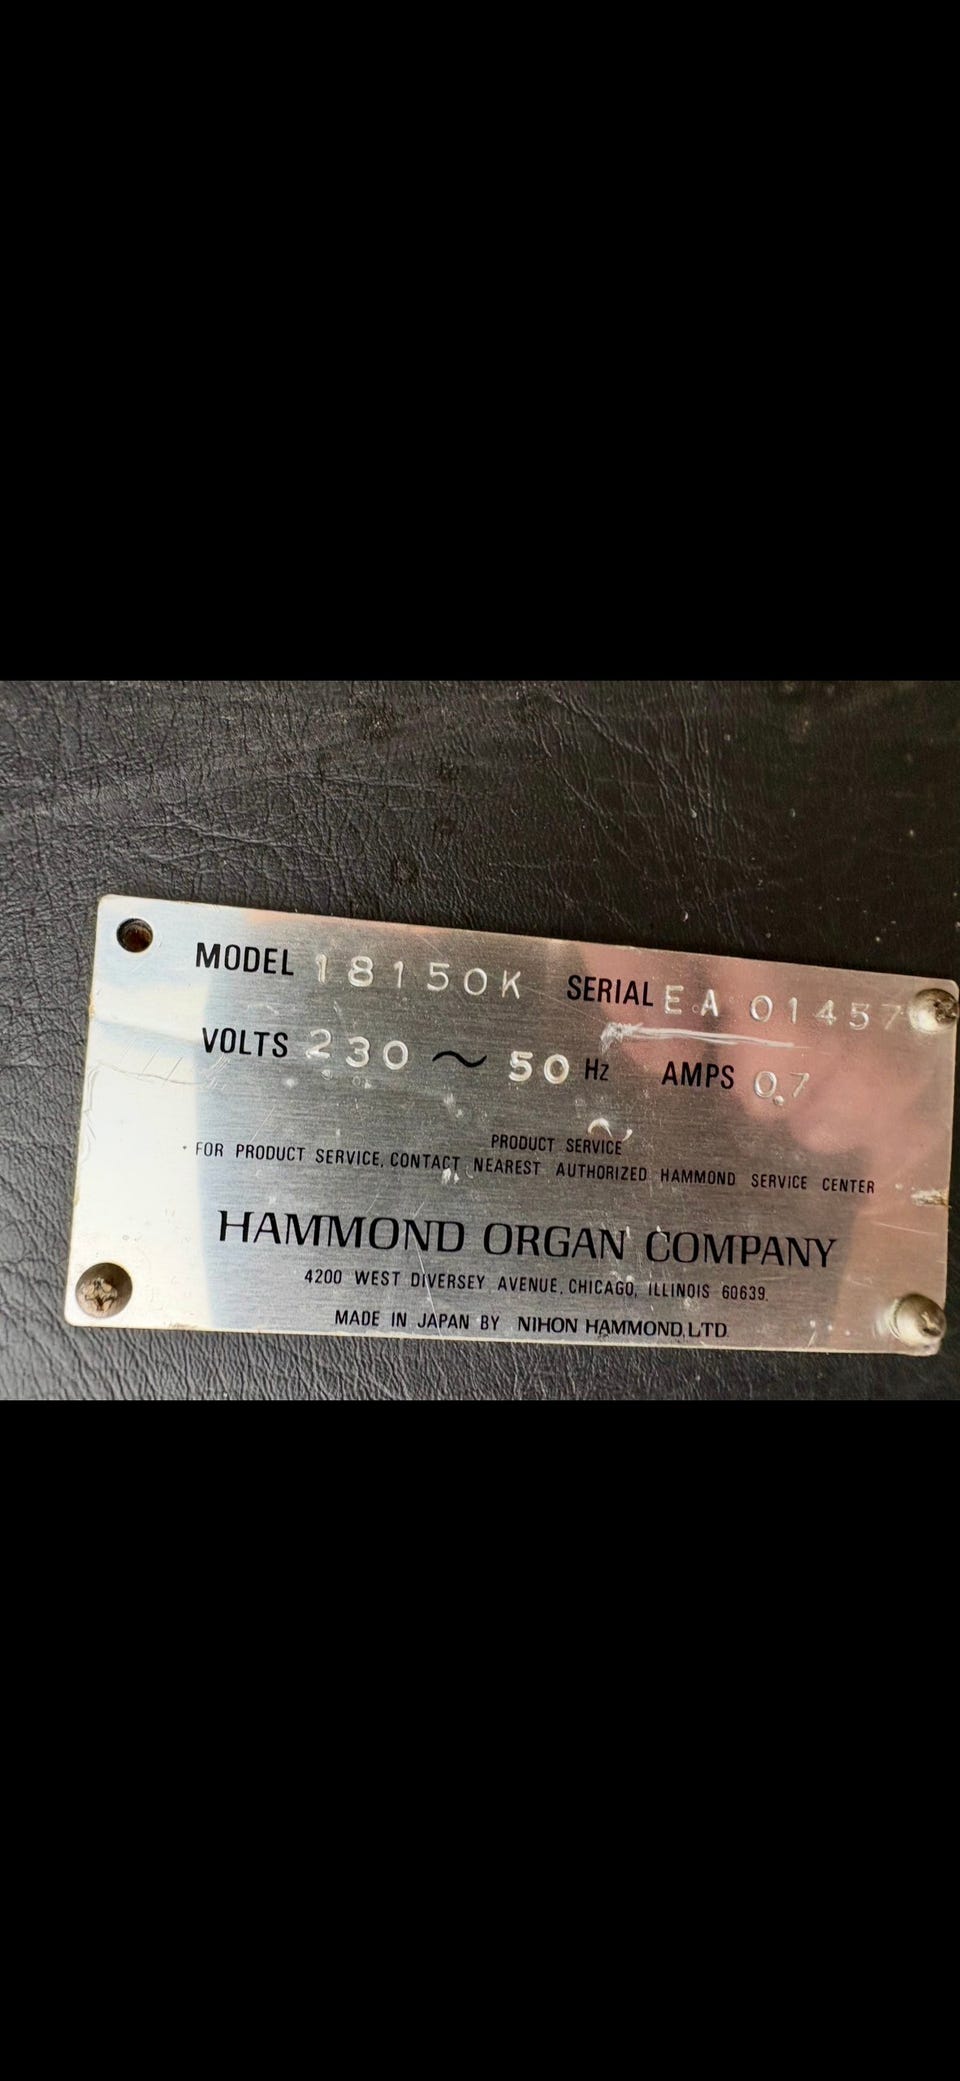 MODEL 18150K SERIAL EA 01457
VOLTS 230 ~ 50 Hz AMPS 0.7
PRODUCT SERVICE
FOR PRODUCT SERVICE, CONTACT NEAREST AUTHORIZED HAMMOND SERVICE CENTER
HAMMOND ORGAN COMPANY
4200 WEST DIVERSEY AVENUE, CHICAGO, ILLINOIS 60639.
MADE IN JAPAN BY NIHON HAMMOND, LTD